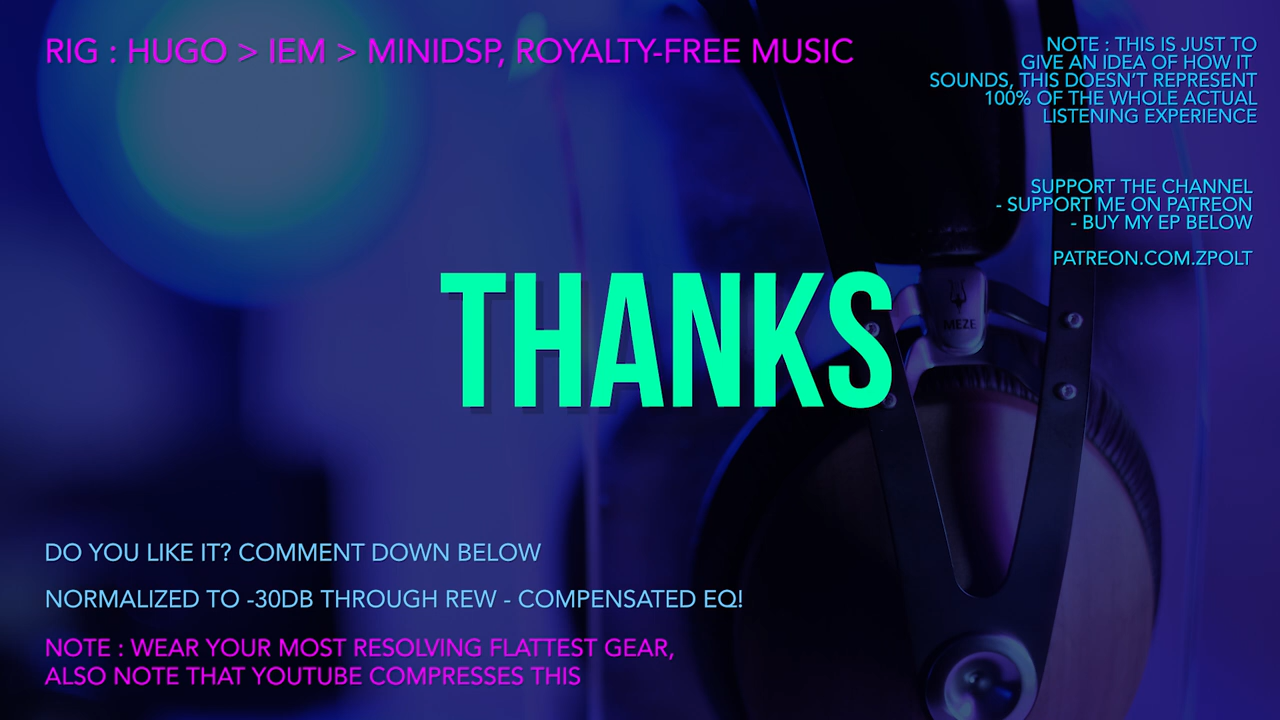 RIG : HUGO > IEM > MINIDSP, ROYALTY-FREE MUSIC
NOTE : THIS IS JUST TO
GIVE AN IDEA OF HOW IT
SOUNDS, THIS DOESN'T REPRESENT
100% OF THE WHOLE ACTUAL
LISTENING EXPERIENCE
SUPPORT THE CHANNEL
- SUPPORT ME ON PATREON
- BUY MY EP BELOW
PATREON.COM.ZPOLT
THANKS
MEZE
DO YOU LIKE IT? COMMENT DOWN BELOW
NORMALIZED TO -30DB THROUGH REW - COMPENSATED EQ!
NOTE : WEAR YOUR MOST RESOLVING FLATTEST GEAR,
ALSO NOTE THAT YOUTUBE COMPRESSES THIS